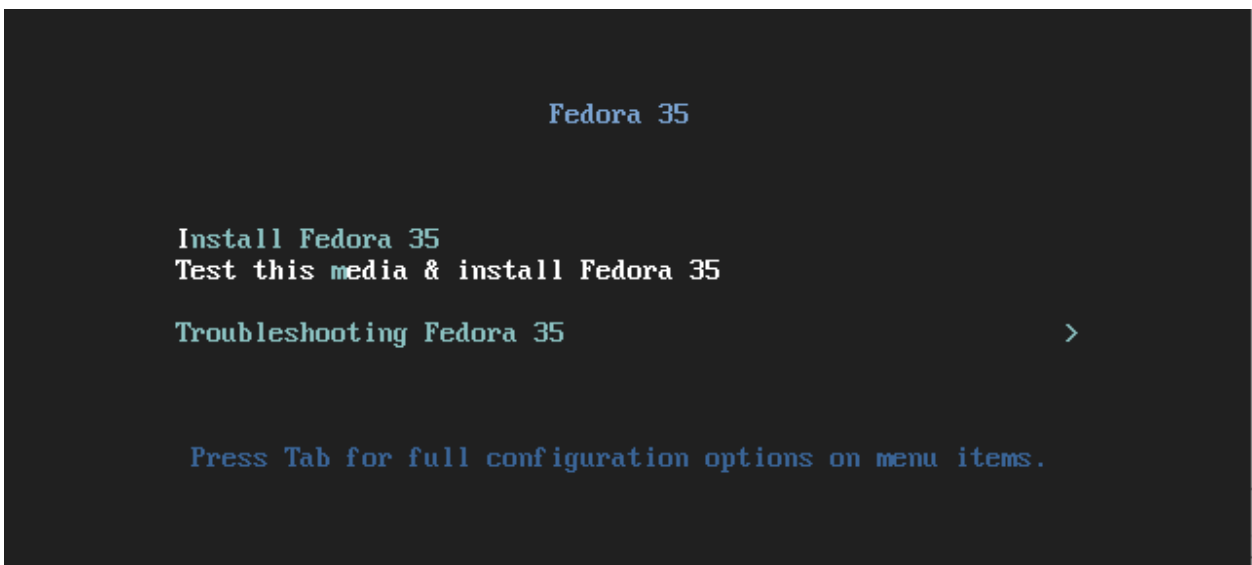 Fedora 35
Install Fedora 35
Test this media & install Fedora 35
Troubleshooting Fedora 35 >
Press Tab for full configuration options on menu items.